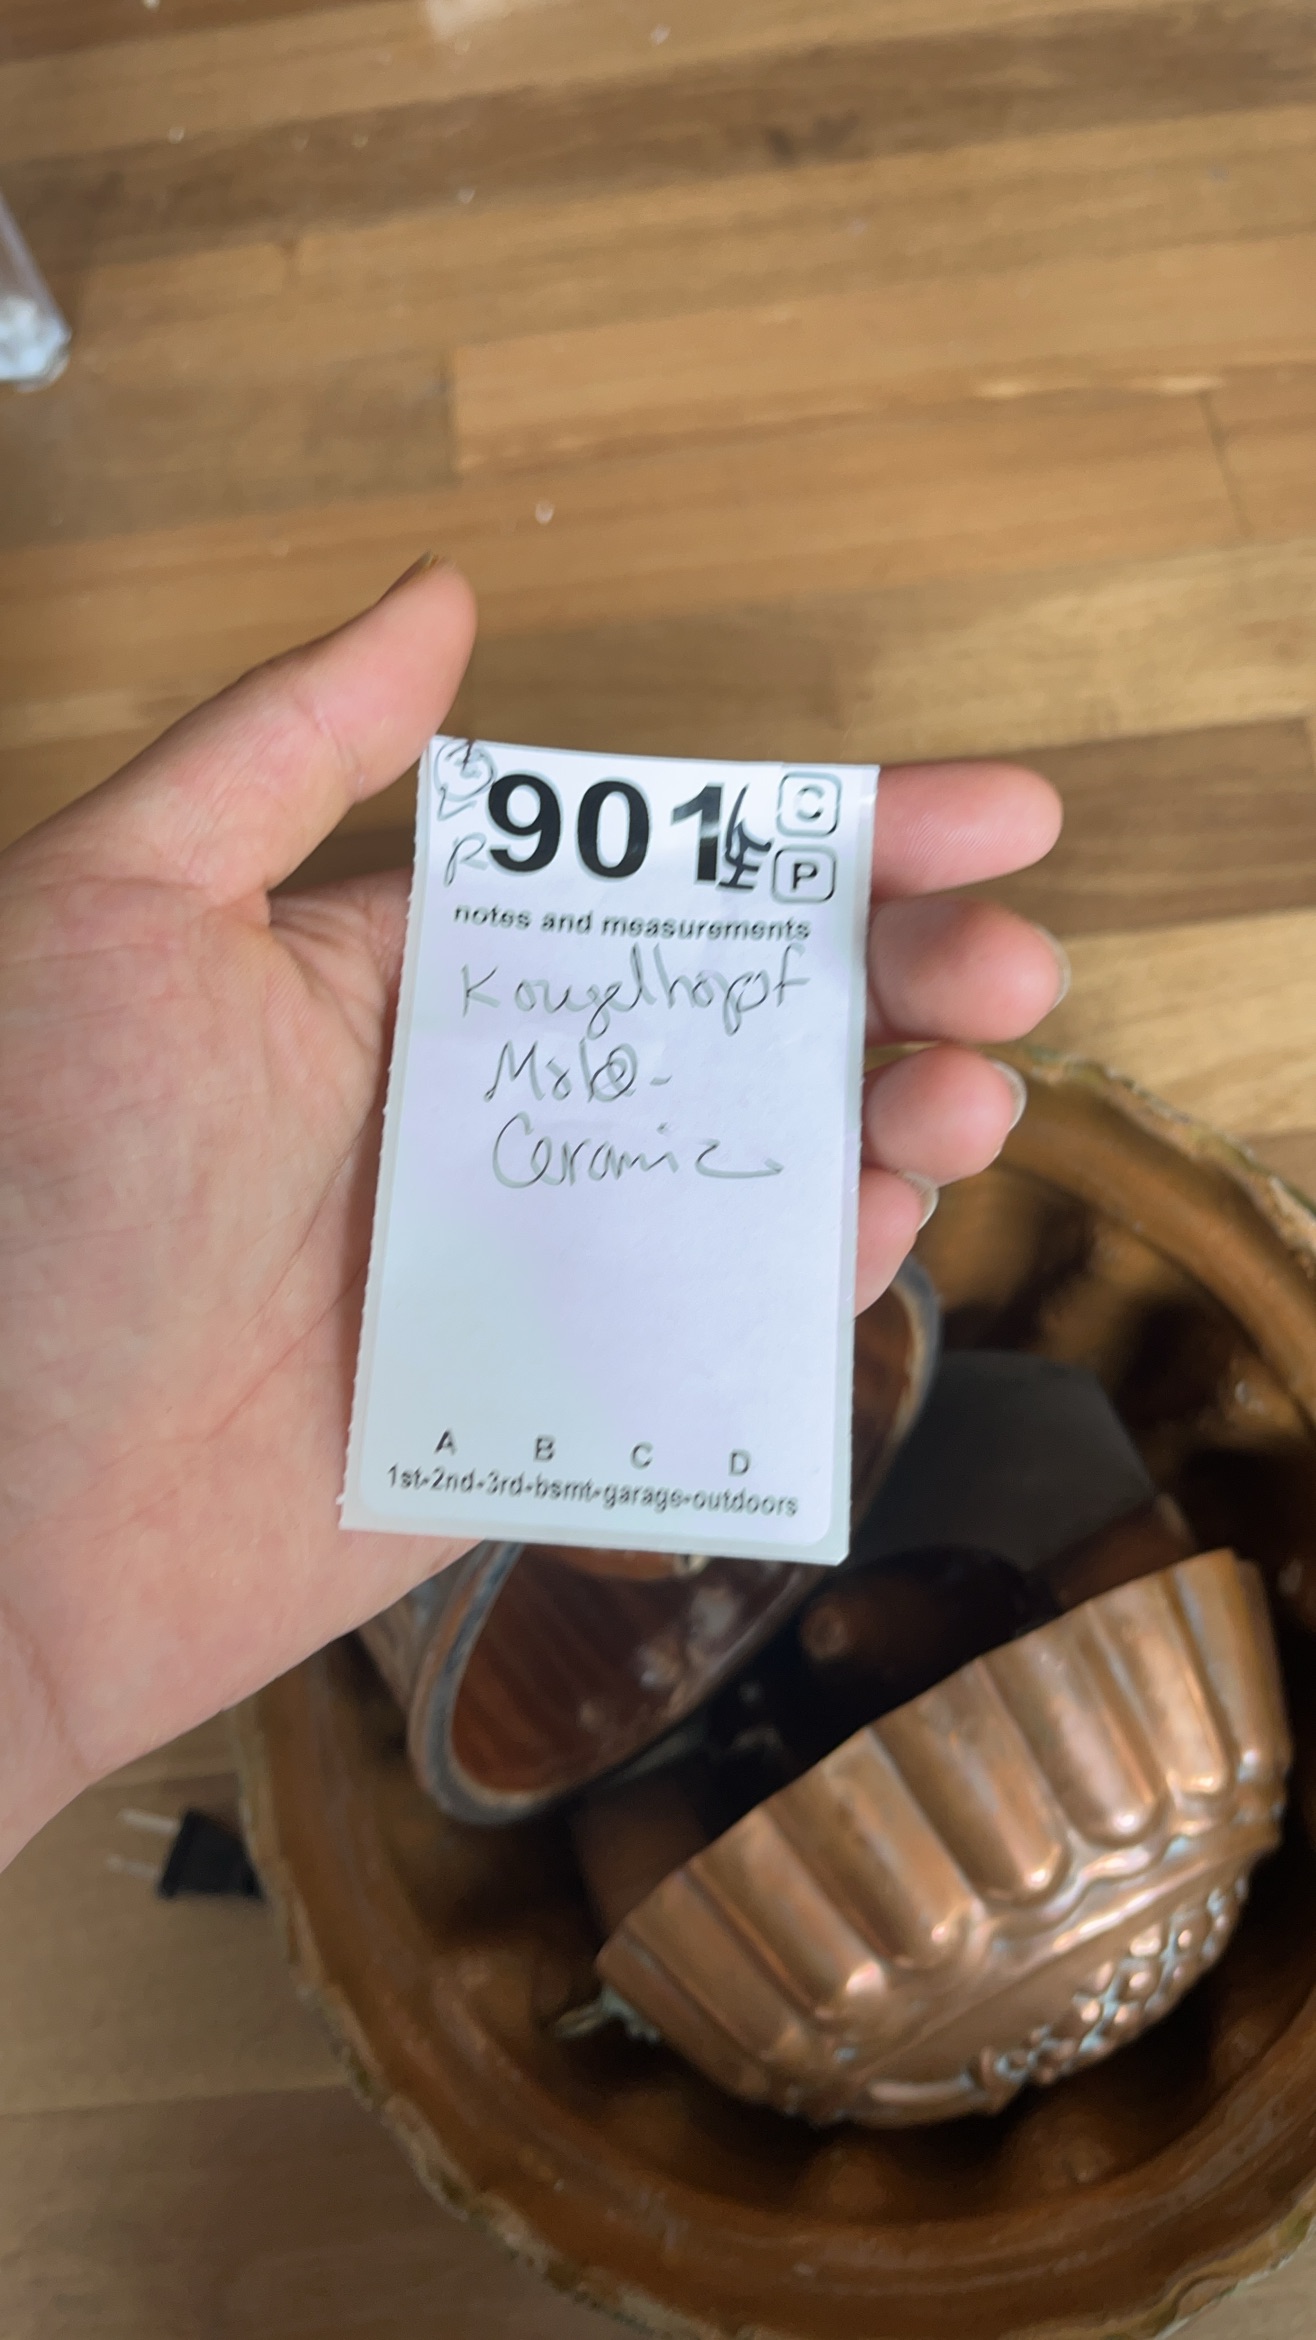 901 C
P
notes and measurements
Kougelhopf
Mold-
Ceramic
A B C D
1st-2nd-3rd-bsmt-garage-outdoors